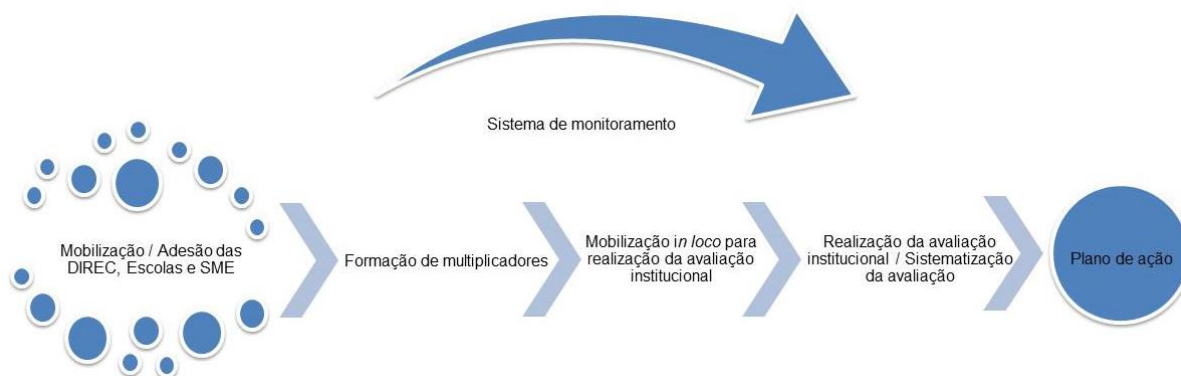 Sistema de monitoramento
Mobilização / Adesão das
DIREC, Escolas e SME
Formação de multiplicadores
Mobilização in loco para
realização da avaliação
institucional
Realização da avaliação
institucional / Sistematização
da avaliação
Plano de ação